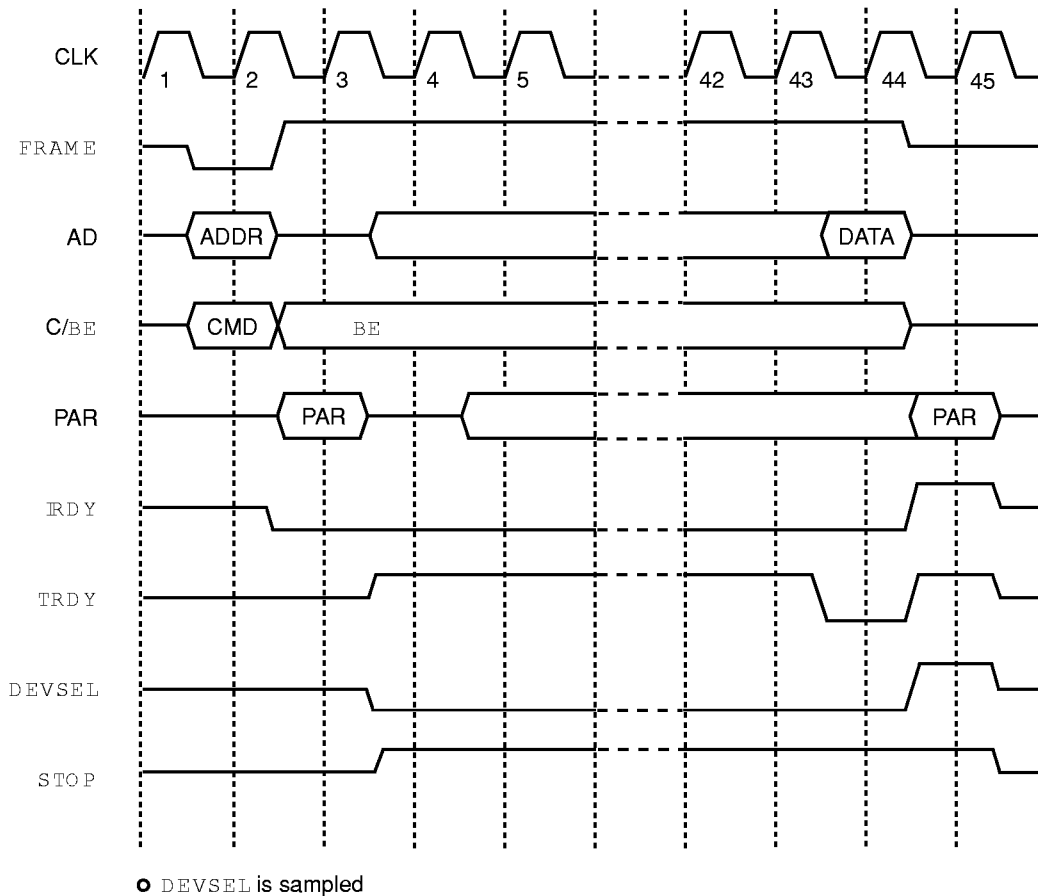 CLK
1 2 3 4 5 42 43 44 45
FRAME
AD ADDR DATA
C/BE CMD BE
PAR PAR PAR
IRDY
TRDY
DEVSEL
STOP
DEVSEL is sampled